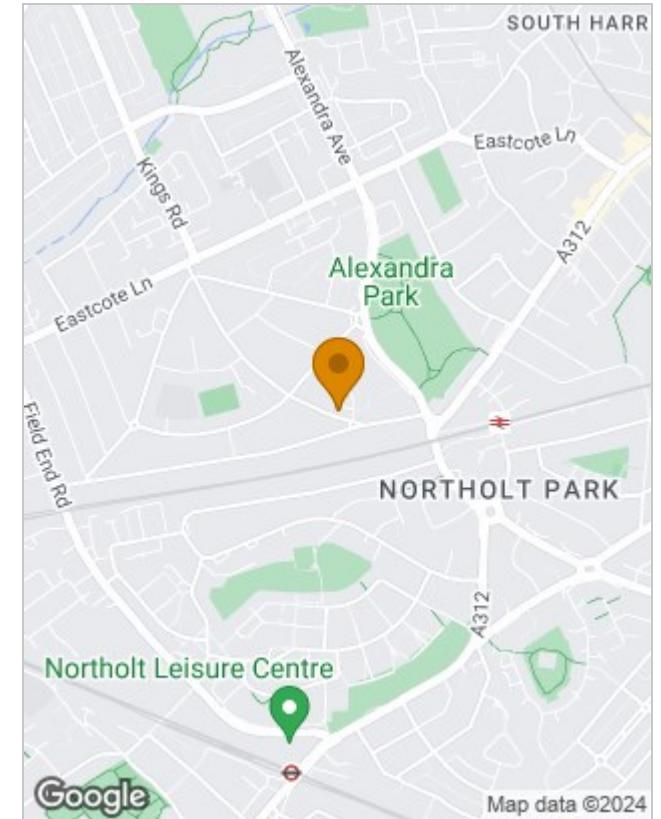 SOUTH HARR
Alexandra Ave
Eastcote Ln
Kings Rd
A312
Alexandra
Park
Eastcote Ln
Field End Rd
NORTHOLT PARK
A312
Northolt Leisure Centre
Google
Map data ©2024